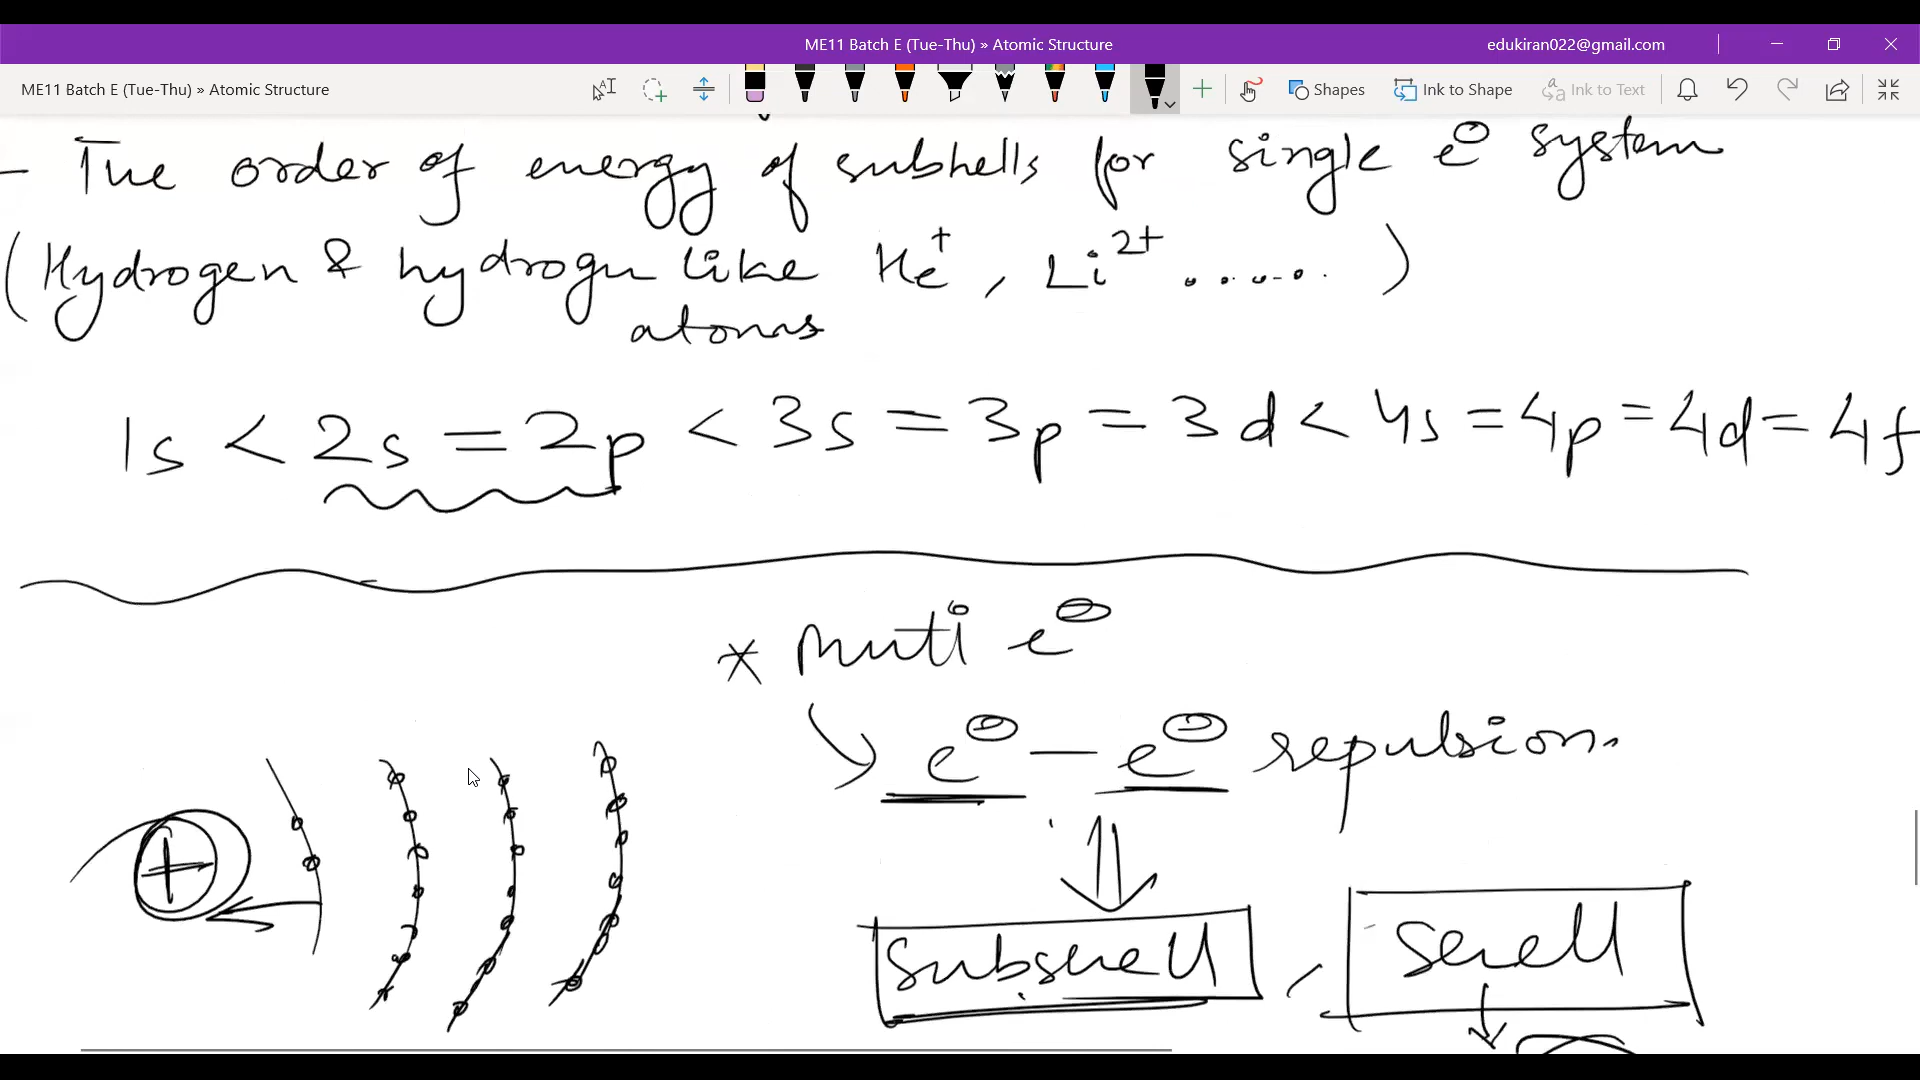 ME11 Batch E (Tue-Thu) » Atomic Structure
edukiran022@gmail.com
ME11 Batch E (Tue-Thu) » Atomic Structure
Shapes
Ink to Shape
Ink to Text
- The order of energy of subhells for single e⊖ system
(Hydrogen & hydrogen like He⁺, Li²⁺ ...... )
atoms
1s < 2s = 2p < 3s = 3p = 3d < 4s = 4p = 4d = 4f
* muti e⊖
e⊖ — e⊖ repulsion.
+
subshell , shell